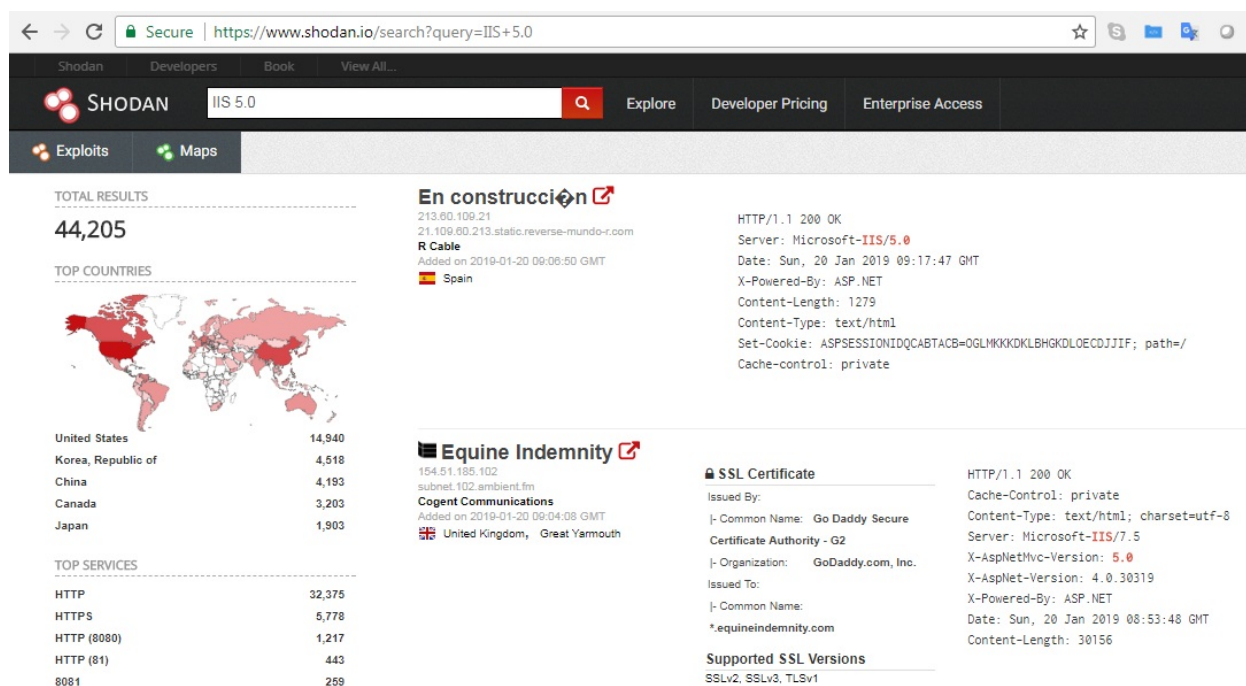 Secure | https://www.shodan.io/search?query=IIS+5.0
Shodan Developers Book View All...
SHODAN IIS 5.0 Explore Developer Pricing Enterprise Access
Exploits Maps
TOTAL RESULTS
44,205
TOP COUNTRIES
United States 14,940
Korea, Republic of 4,518
China 4,193
Canada 3,203
Japan 1,903
TOP SERVICES
HTTP 32,375
HTTPS 5,778
HTTP (8080) 1,217
HTTP (81) 443
8081 259
En construcci�n
213.60.109.21
21.109.60.213.static.reverse-mundo-r.com
R Cable
Added on 2019-01-20 09:06:50 GMT
Spain
HTTP/1.1 200 OK
Server: Microsoft-IIS/5.0
Date: Sun, 20 Jan 2019 09:17:47 GMT
X-Powered-By: ASP.NET
Content-Length: 1279
Content-Type: text/html
Set-Cookie: ASPSESSIONIDQCABTACB=OGLMKKKDKLBHGKDLOECDJJIF; path=/
Cache-control: private
Equine Indemnity
154.51.185.102
subnet.102.ambient.fm
Cogent Communications
Added on 2019-01-20 09:04:08 GMT
United Kingdom, Great Yarmouth
SSL Certificate
Issued By:
|- Common Name: Go Daddy Secure
Certificate Authority - G2
|- Organization: GoDaddy.com, Inc.
Issued To:
|- Common Name:
*.equineindemnity.com
Supported SSL Versions
SSLv2, SSLv3, TLSv1
HTTP/1.1 200 OK
Cache-Control: private
Content-Type: text/html; charset=utf-8
Server: Microsoft-IIS/7.5
X-AspNetMvc-Version: 5.0
X-AspNet-Version: 4.0.30319
X-Powered-By: ASP.NET
Date: Sun, 20 Jan 2019 08:53:48 GMT
Content-Length: 30156